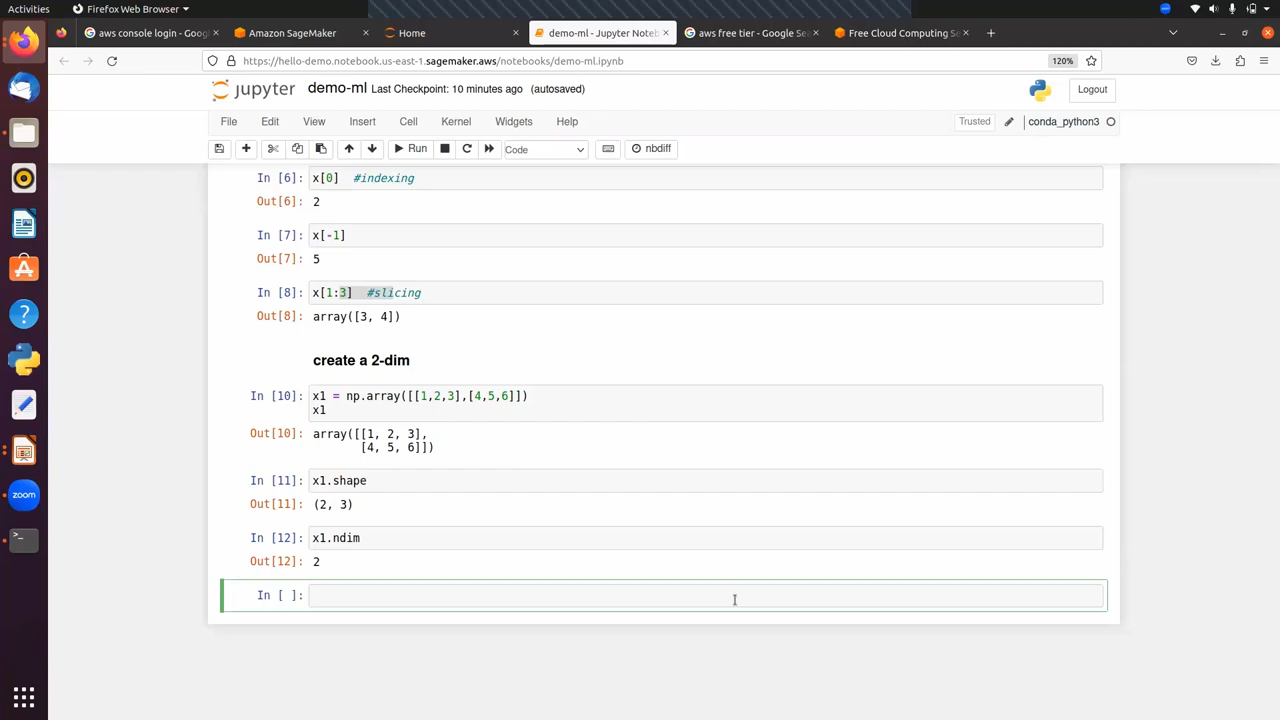 Activities Firefox Web Browser
aws console login - Googl
Amazon SageMaker
Home
demo-ml - Jupyter Noteb
aws free tier - Google Se
Free Cloud Computing Se
https://hello-demo.notebook.us-east-1.sagemaker.aws/notebooks/demo-ml.ipynb
120%
jupyter demo-ml Last Checkpoint: 10 minutes ago (autosaved)
Logout
File Edit View Insert Cell Kernel Widgets Help
Trusted
conda_python3
Run
Code
nbdiff
In [6]: x[0] #indexing
Out[6]: 2
In [7]: x[-1]
Out[7]: 5
In [8]: x[1:3] #slicing
Out[8]: array([3, 4])
create a 2-dim
In [10]: x1 = np.array([[1,2,3],[4,5,6]])
x1
Out[10]: array([[1, 2, 3],
[4, 5, 6]])
In [11]: x1.shape
Out[11]: (2, 3)
In [12]: x1.ndim
Out[12]: 2
In [ ]:
zoom